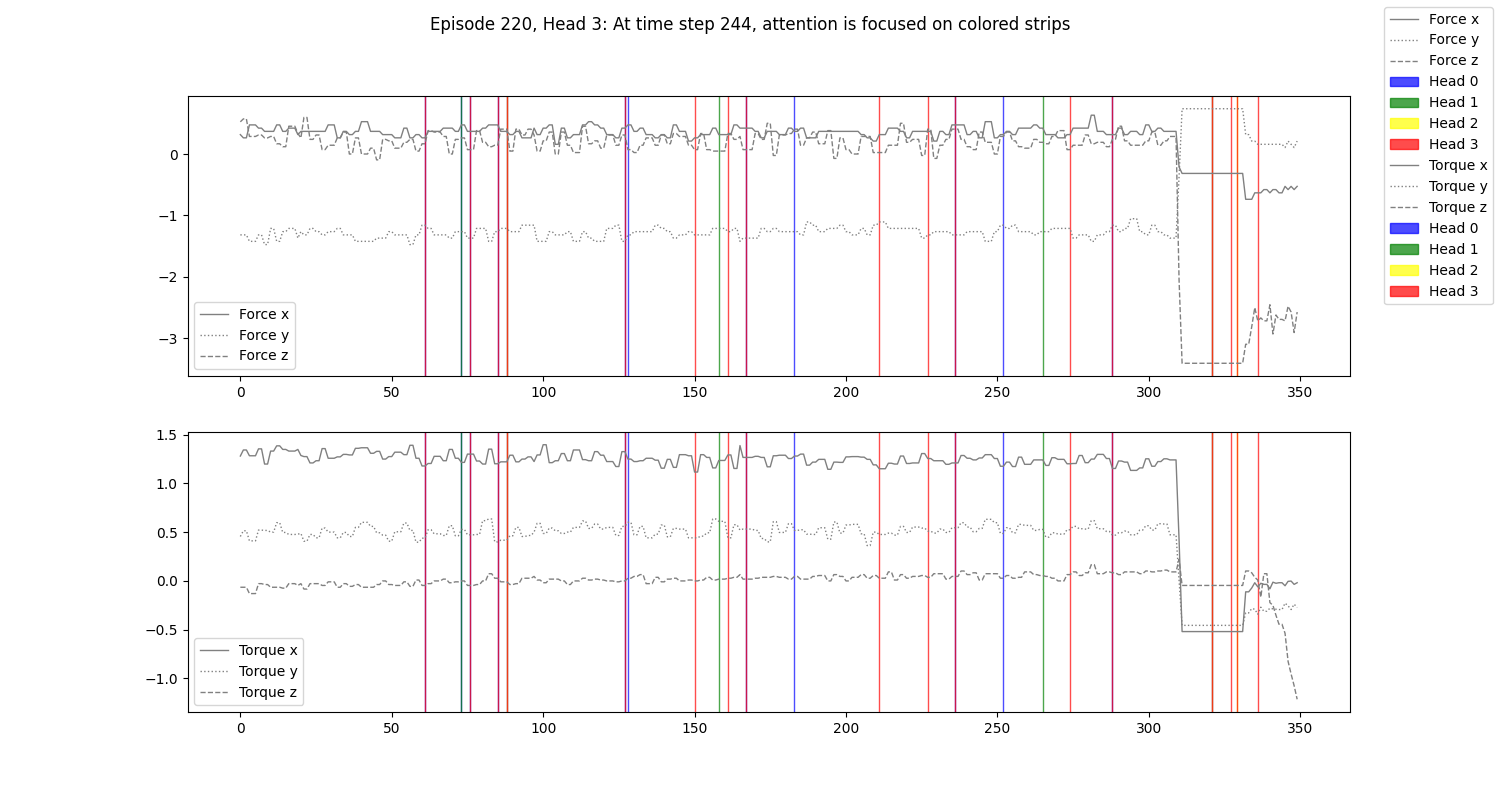 Episode 220, Head 3: At time step 244, attention is focused on colored strips
Force x
Force y
Force z
Head 0
Head 1
Head 2
Head 3
Torque x
Torque y
Torque z
Head 0
Head 1
Head 2
Head 3
0
−1
−2
−3
Force x
Force y
Force z
0 50 100 150 200 250 300 350
1.5
1.0
0.5
0.0
−0.5
−1.0
Torque x
Torque y
Torque z
0 50 100 150 200 250 300 350